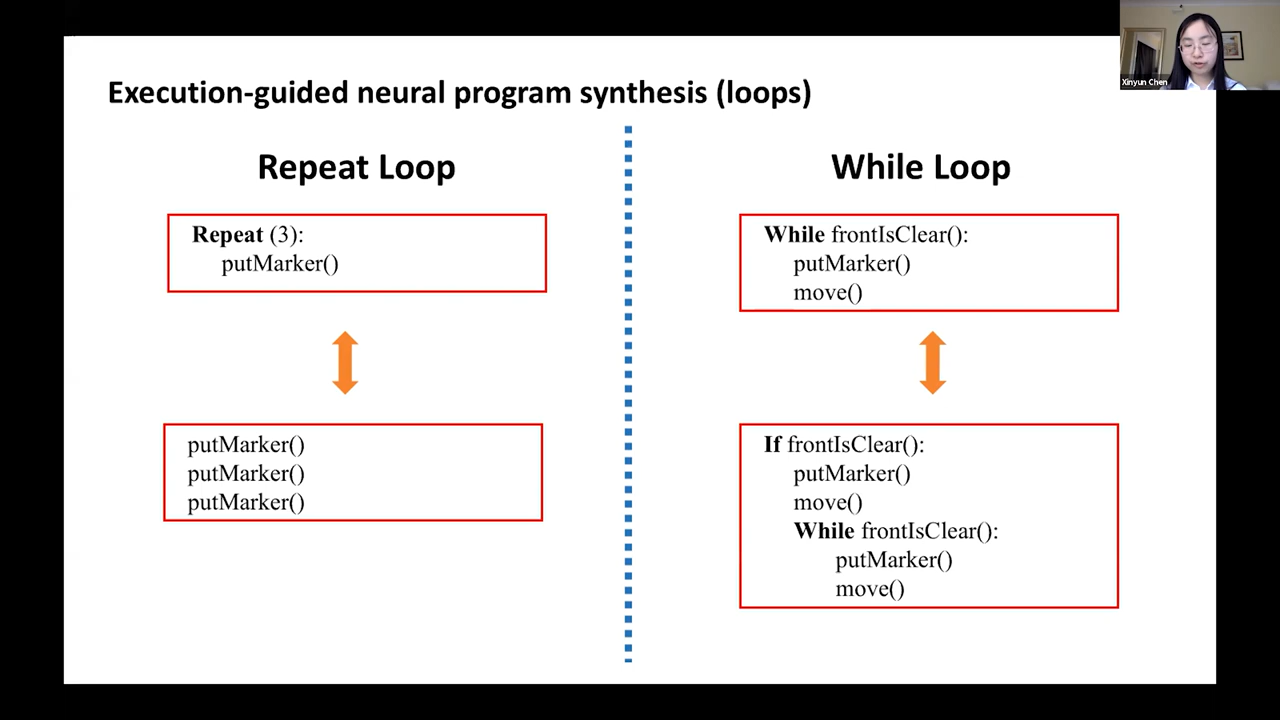 Execution-guided neural program synthesis (loops)
Repeat Loop
Repeat (3):
putMarker()
putMarker()
putMarker()
putMarker()
While Loop
While frontIsClear():
putMarker()
move()
If frontIsClear():
putMarker()
move()
While frontIsClear():
putMarker()
move()
Xinyun Chen